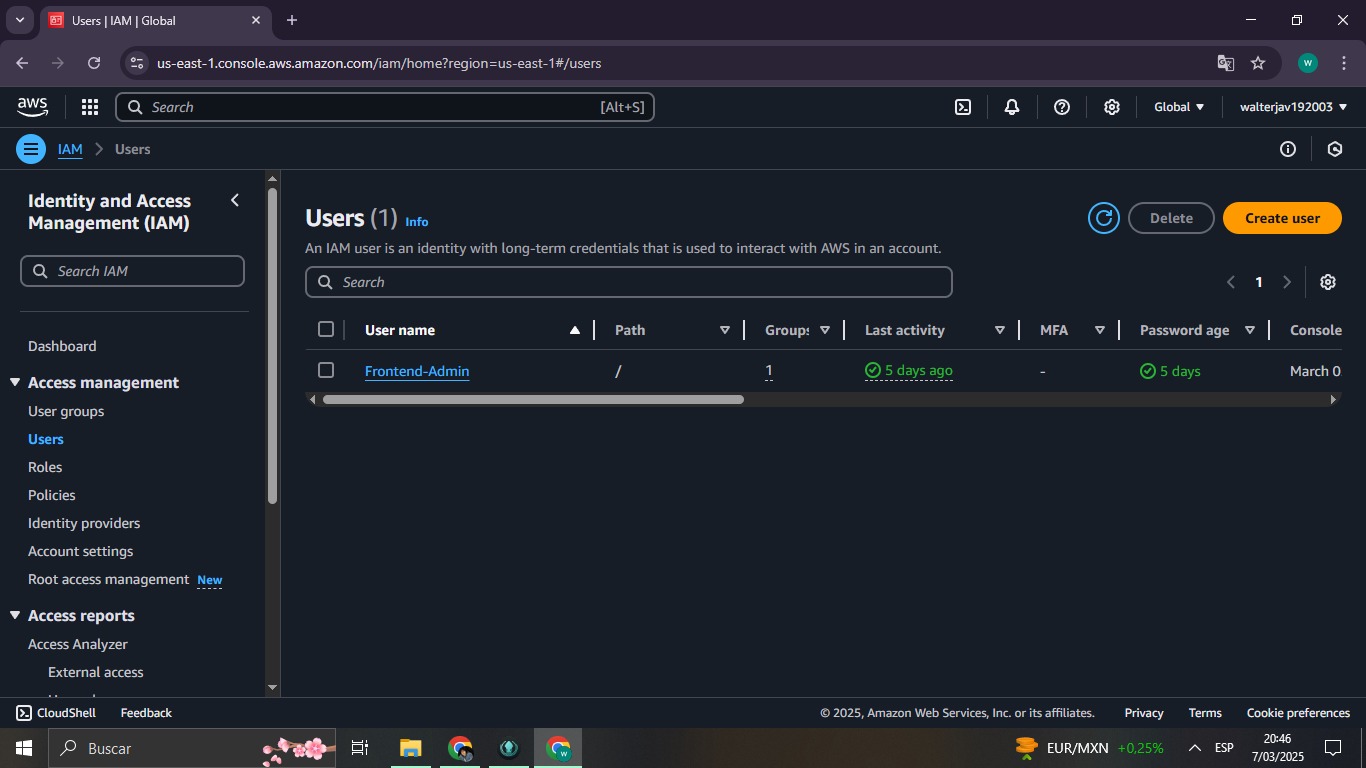 Users | IAM | Global
us-east-1.console.aws.amazon.com/iam/home?region=us-east-1#/users
W
aws
Search
[Alt+S]
Global
walterjav192003
IAM
Users
Identity and Access
Management (IAM)
Search IAM
Dashboard
Access management
User groups
Users
Roles
Policies
Identity providers
Account settings
Root access management New
Access reports
Access Analyzer
External access
Users (1) Info
Delete
Create user
An IAM user is an identity with long-term credentials that is used to interact with AWS in an account.
Search
1
User name
Path
Groups
Last activity
MFA
Password age
Console
Frontend-Admin
/
1
5 days ago
-
5 days
March 0
CloudShell
Feedback
© 2025, Amazon Web Services, Inc. or its affiliates.
Privacy
Terms
Cookie preferences
Buscar
W
EUR/MXN +0,25%
ESP
20:46
7/03/2025